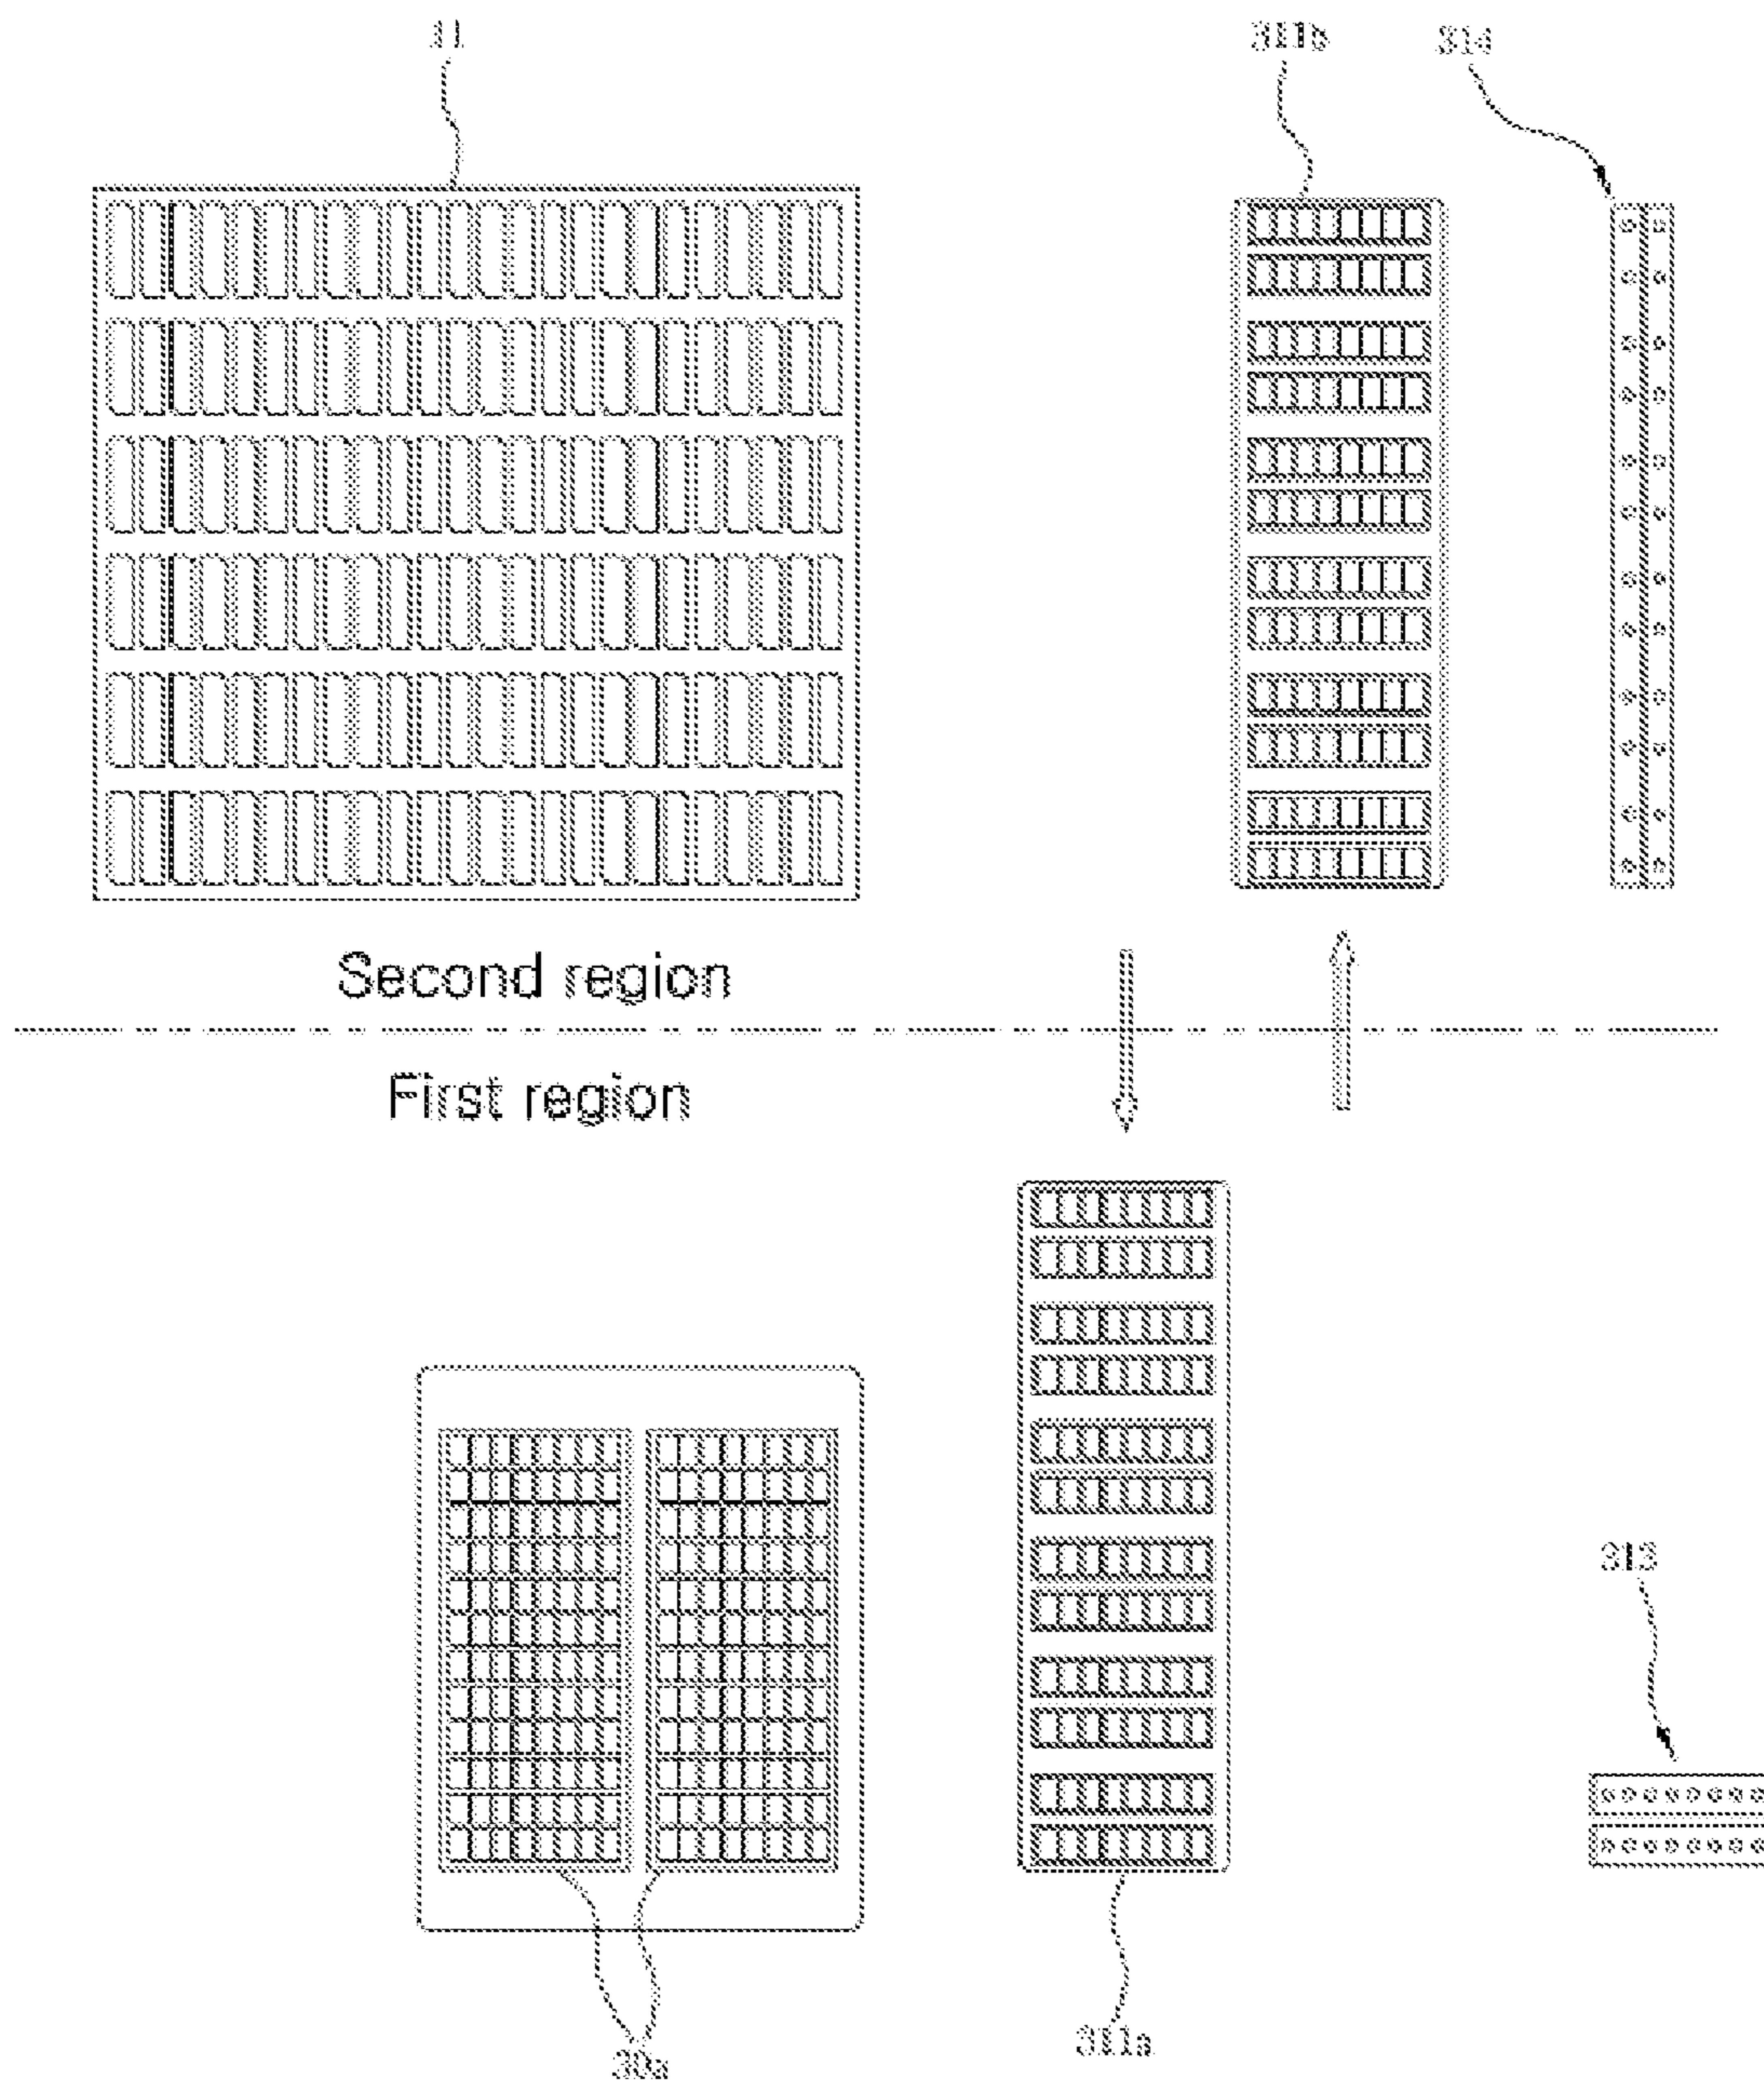 31
311b
314
Second region
First region
313
311a
30a